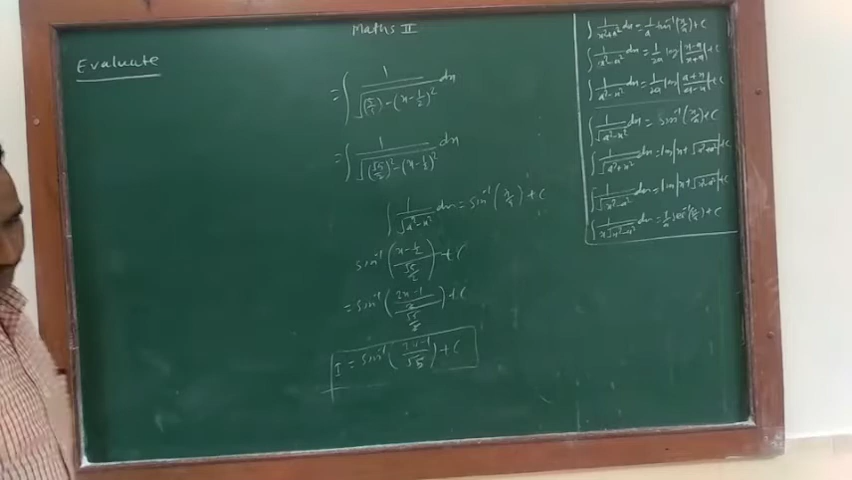 Maths II
Evaluate
= ∫ 1/√((5/4) - (x - 1/2)²) dx
= ∫ 1/√((√5/2)² - (x - 1/2)²) dx
∫ 1/√(a² - x²) dx = sin⁻¹(x/a) + C
sin⁻¹((x - 1/2)/(√5/2)) + C
= sin⁻¹(((2x - 1)/2)/(√5/2)) + C
I = sin⁻¹((2x - 1)/√5) + C
∫ 1/(x² + a²) dx = 1/a tan⁻¹(x/a) + C
∫ 1/(x² - a²) dx = 1/2a log|(x - a)/(x + a)| + C
∫ 1/(a² - x²) dx = 1/2a log|(a + x)/(a - x)| + C
∫ 1/√(a² - x²) dx = sin⁻¹(x/a) + C
∫ 1/√(a² + x²) dx = log|x + √(x² + a²)| + C
∫ 1/√(x² - a²) dx = log|x + √(x² - a²)| + C
∫ 1/(x√(x² - a²)) dx = 1/a sec⁻¹(x/a) + C